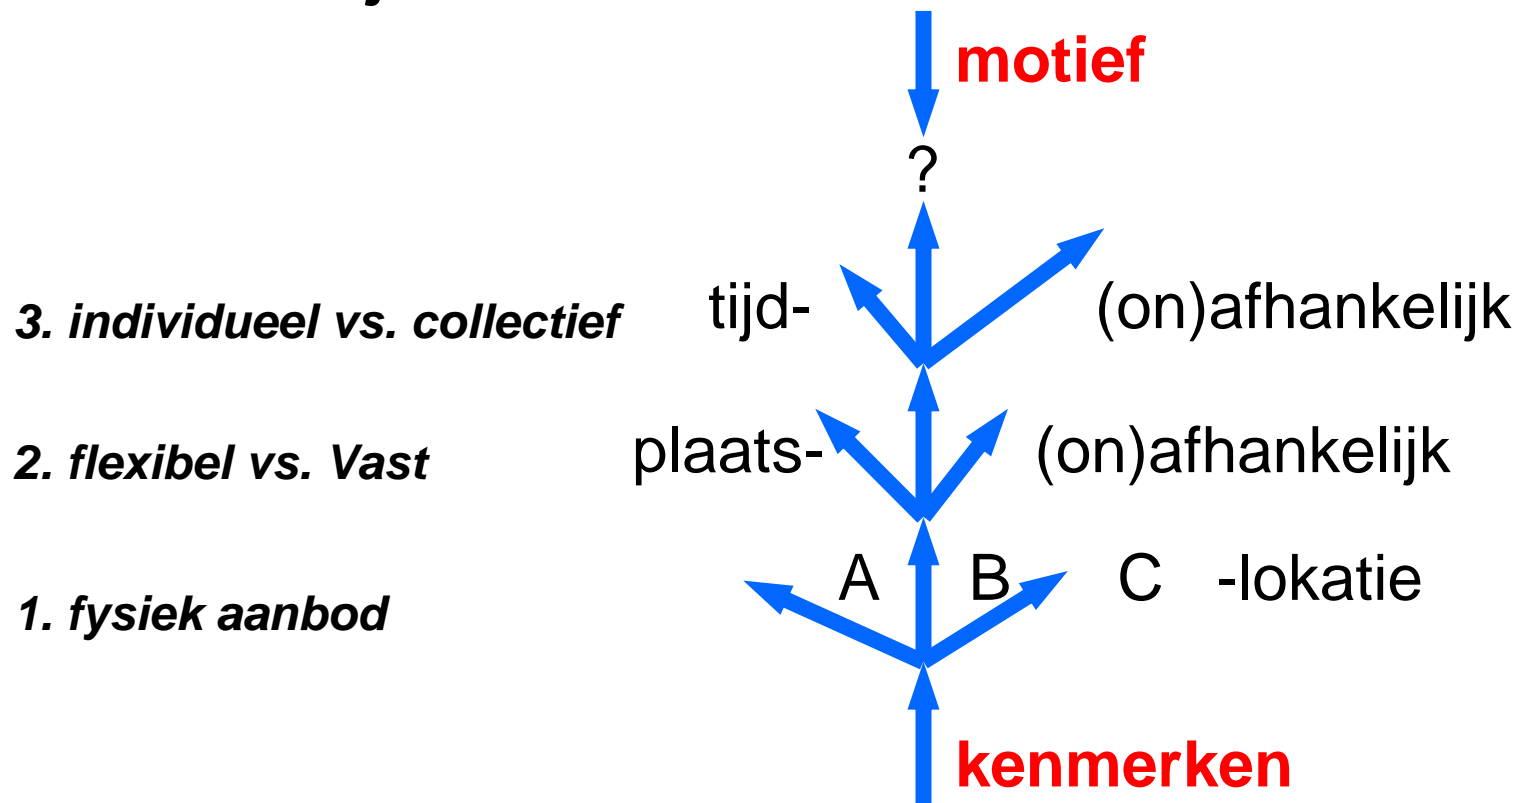 motief
?
3. individueel vs. collectief tijd- (on)afhankelijk
2. flexibel vs. Vast plaats- (on)afhankelijk
1. fysiek aanbod A B C -lokatie
kenmerken